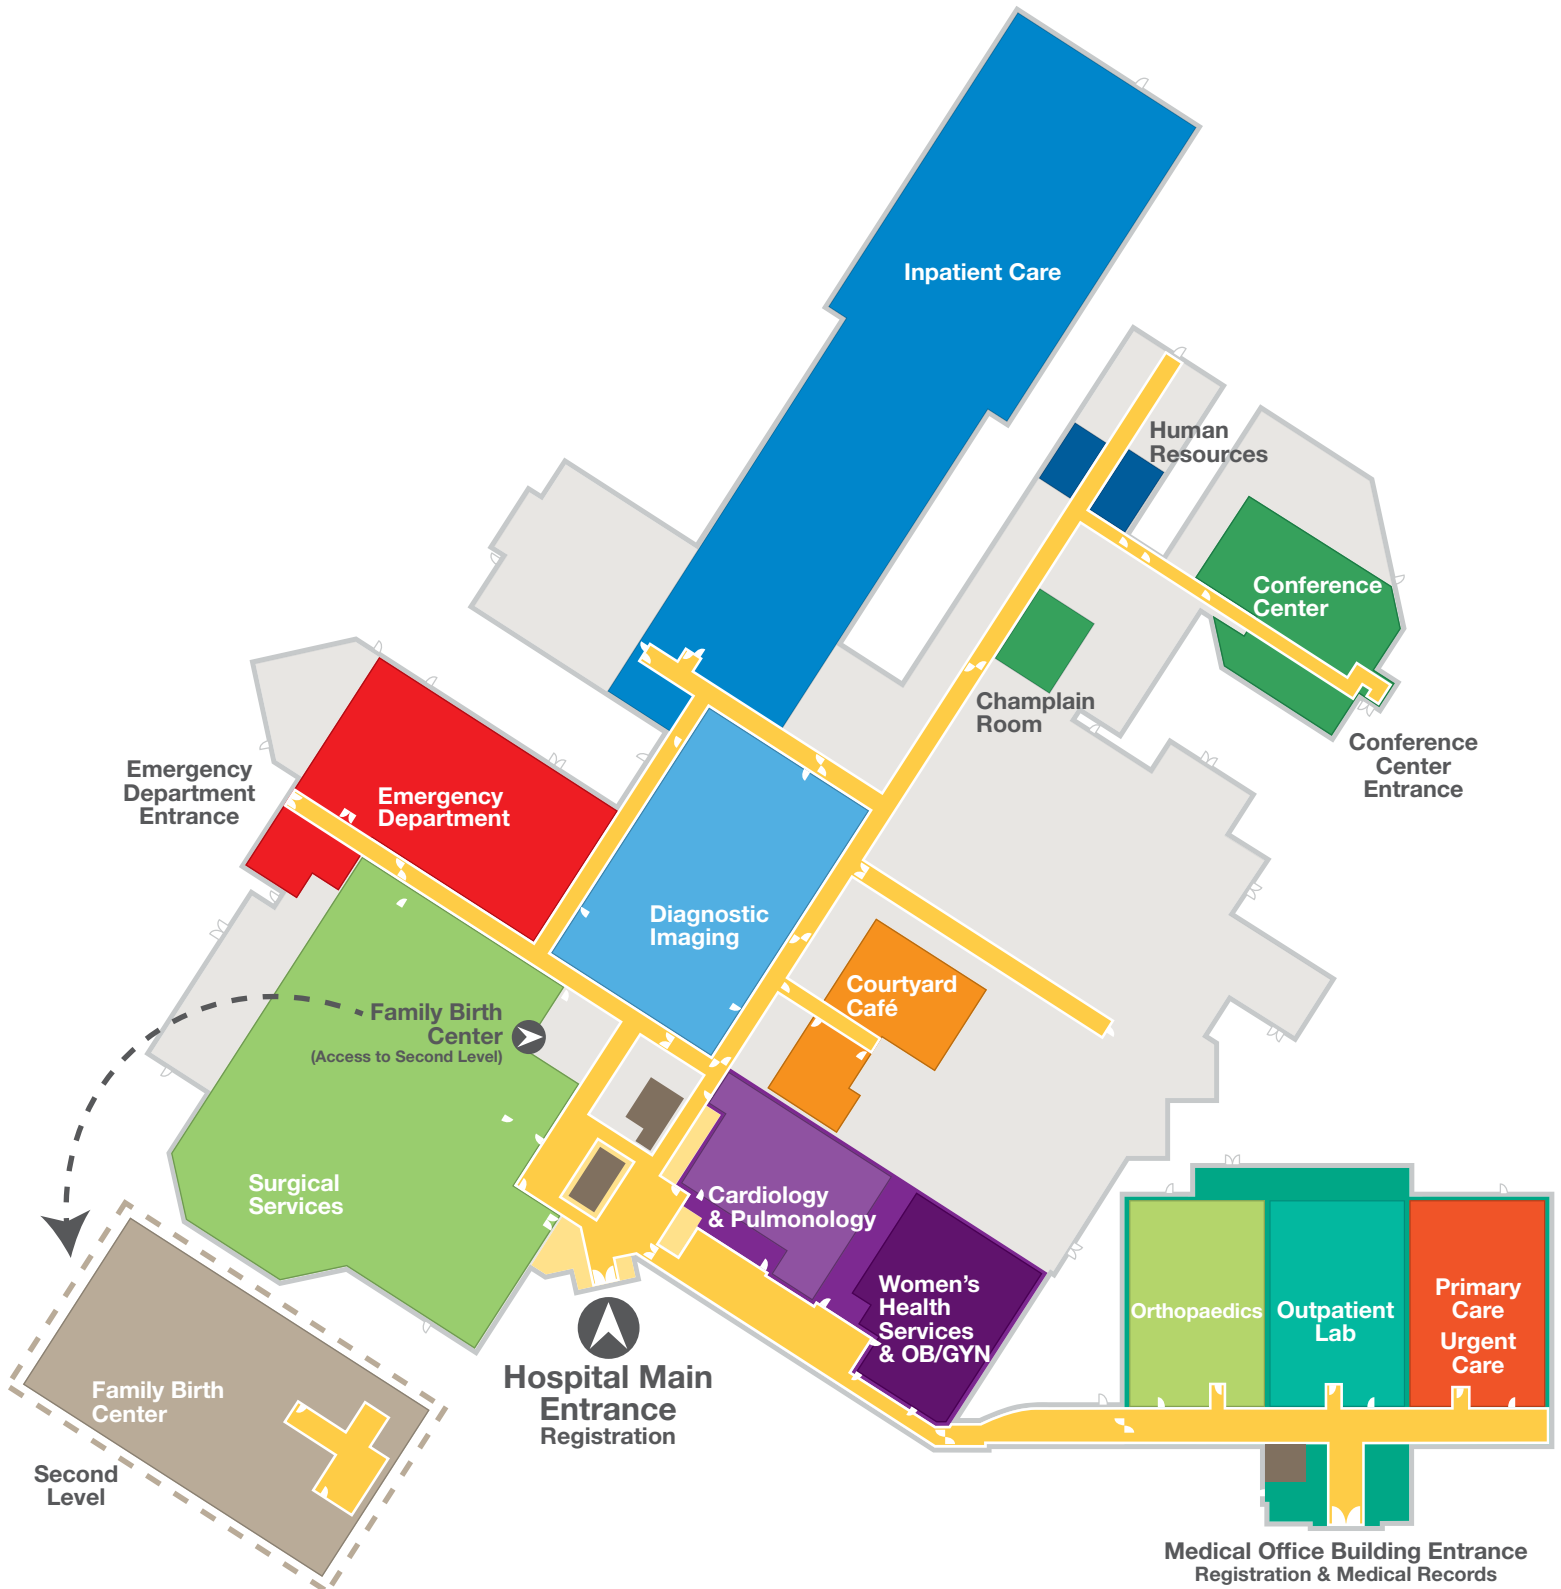 Inpatient Care
Human
Resources
Conference
Center
Champlain
Room
Conference
Center
Entrance
Emergency
Department
Entrance
Emergency
Department
Diagnostic
Imaging
Courtyard
Café
Family Birth
Center
(Access to Second Level)
Surgical
Services
Cardiology
& Pulmonology
Women's
Health
Services
& OB/GYN
Orthopaedics
Outpatient
Lab
Primary
Care
Urgent
Care
Hospital Main
Entrance
Registration
Family Birth
Center
Second
Level
Medical Office Building Entrance
Registration & Medical Records